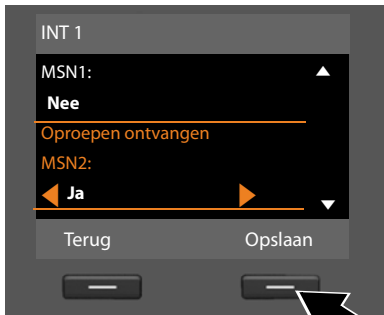 INT 1
MSN1:
Nee
Oproepen ontvangen
MSN2:
Ja
Terug Opslaan